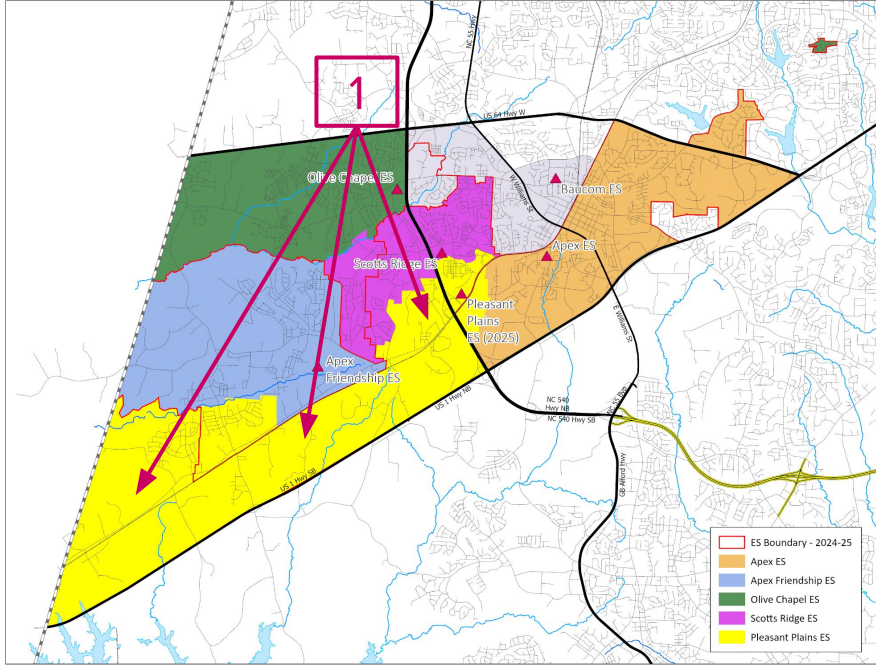 NC 55 Hwy
1
US 64 Hwy W
Olive Chapel ES
W Williams St
Baucom ES
Apex ES
Scotts Ridge ES
Pleasant
Plains
ES (2025)
E Williams St
Apex
Friendship ES
US 1 Hwy NB
NC 540
Hwy NB
NC 540 Hwy SB
NC 55 Byp
US 1 Hwy SB
GB Alford Hwy
ES Boundary - 2024-25
Apex ES
Apex Friendship ES
Olive Chapel ES
Scotts Ridge ES
Pleasant Plains ES